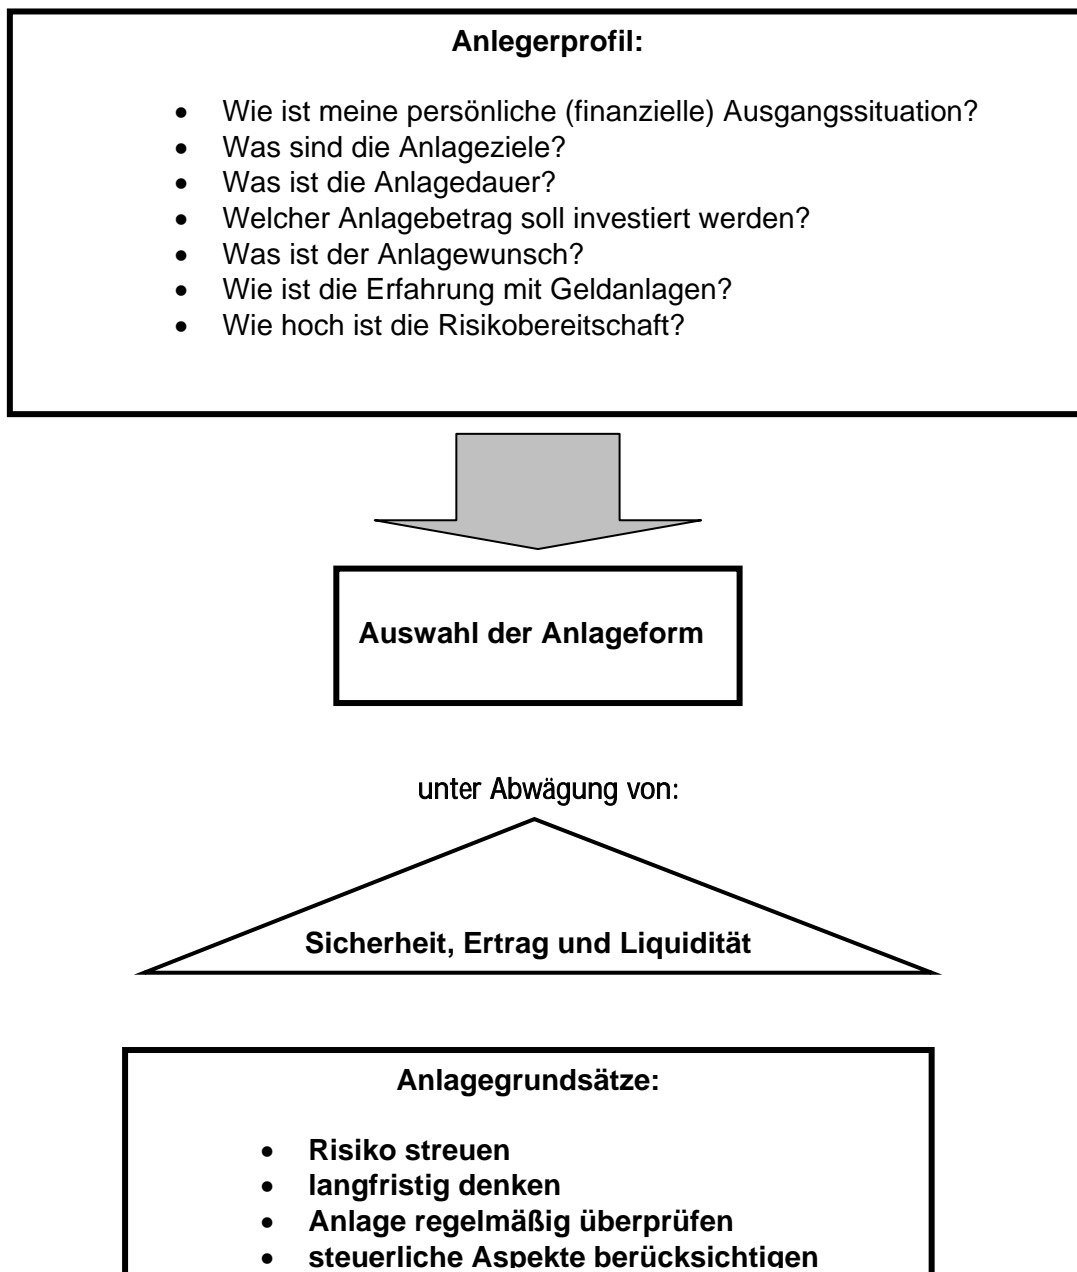 Anlegerprofil:
• Wie ist meine persönliche (finanzielle) Ausgangssituation?
• Was sind die Anlageziele?
• Was ist die Anlagedauer?
• Welcher Anlagebetrag soll investiert werden?
• Was ist der Anlagewunsch?
• Wie ist die Erfahrung mit Geldanlagen?
• Wie hoch ist die Risikobereitschaft?
Auswahl der Anlageform
unter Abwägung von:
Sicherheit, Ertrag und Liquidität
Anlagegrundsätze:
• Risiko streuen
• langfristig denken
• Anlage regelmäßig überprüfen
• steuerliche Aspekte berücksichtigen